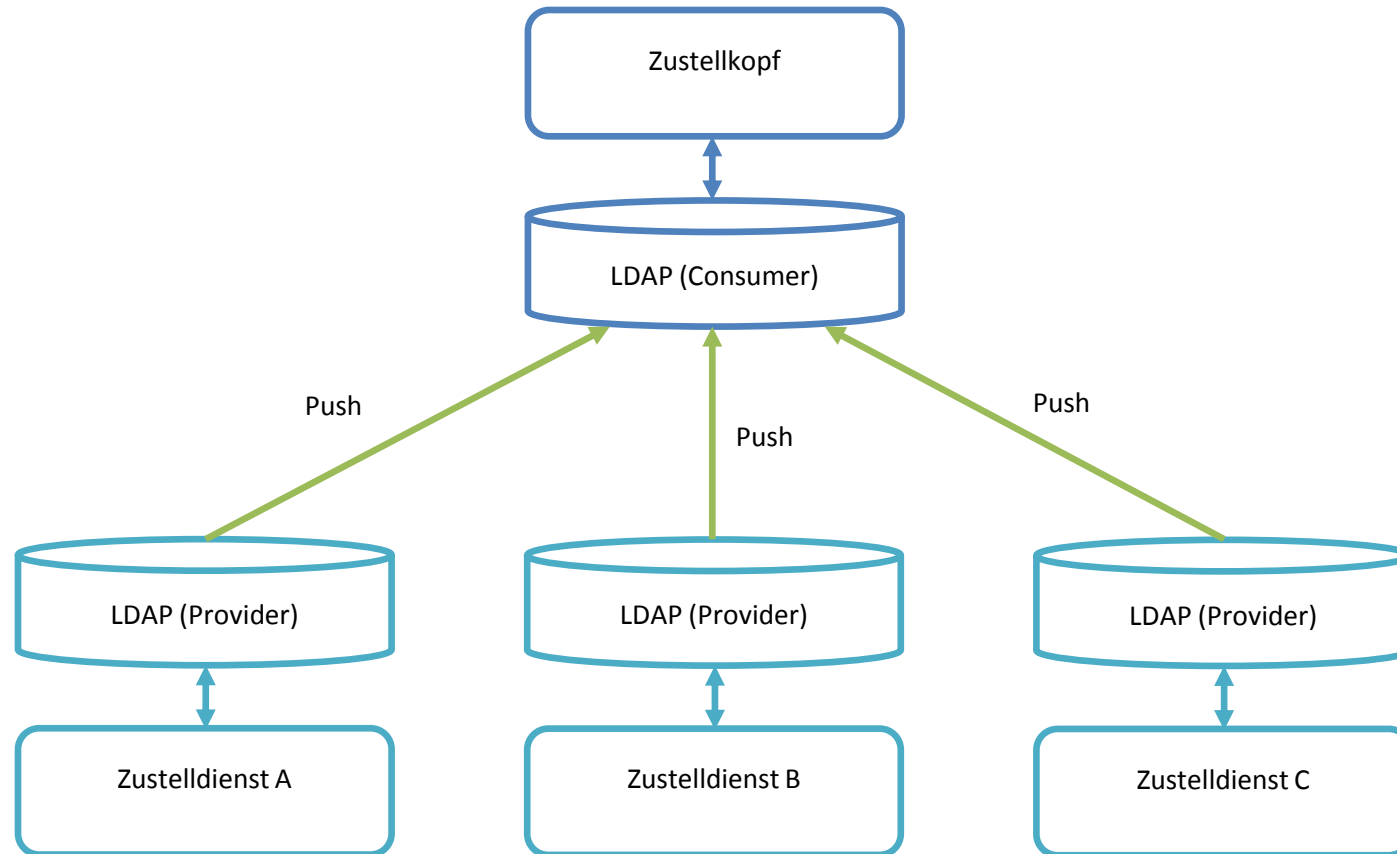 Zustellkopf
LDAP (Consumer)
Push
Push
Push
LDAP (Provider)
LDAP (Provider)
LDAP (Provider)
Zustelldienst A
Zustelldienst B
Zustelldienst C